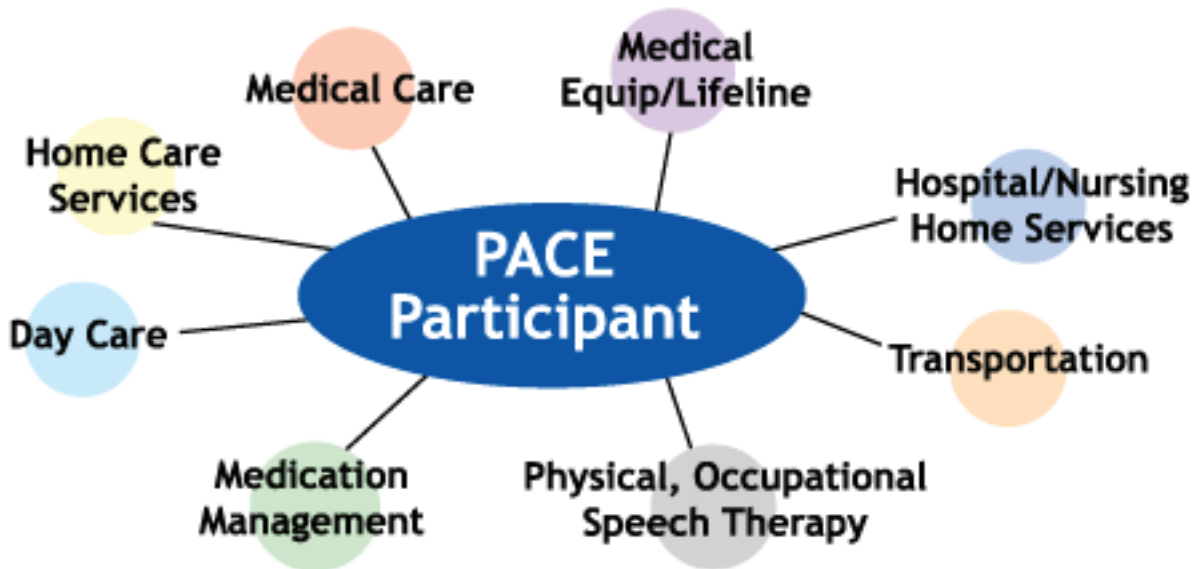 Medical Care
Medical
Equip/Lifeline
Home Care
Services
Hospital/Nursing
Home Services
PACE
Participant
Day Care
Transportation
Medication
Management
Physical, Occupational
Speech Therapy